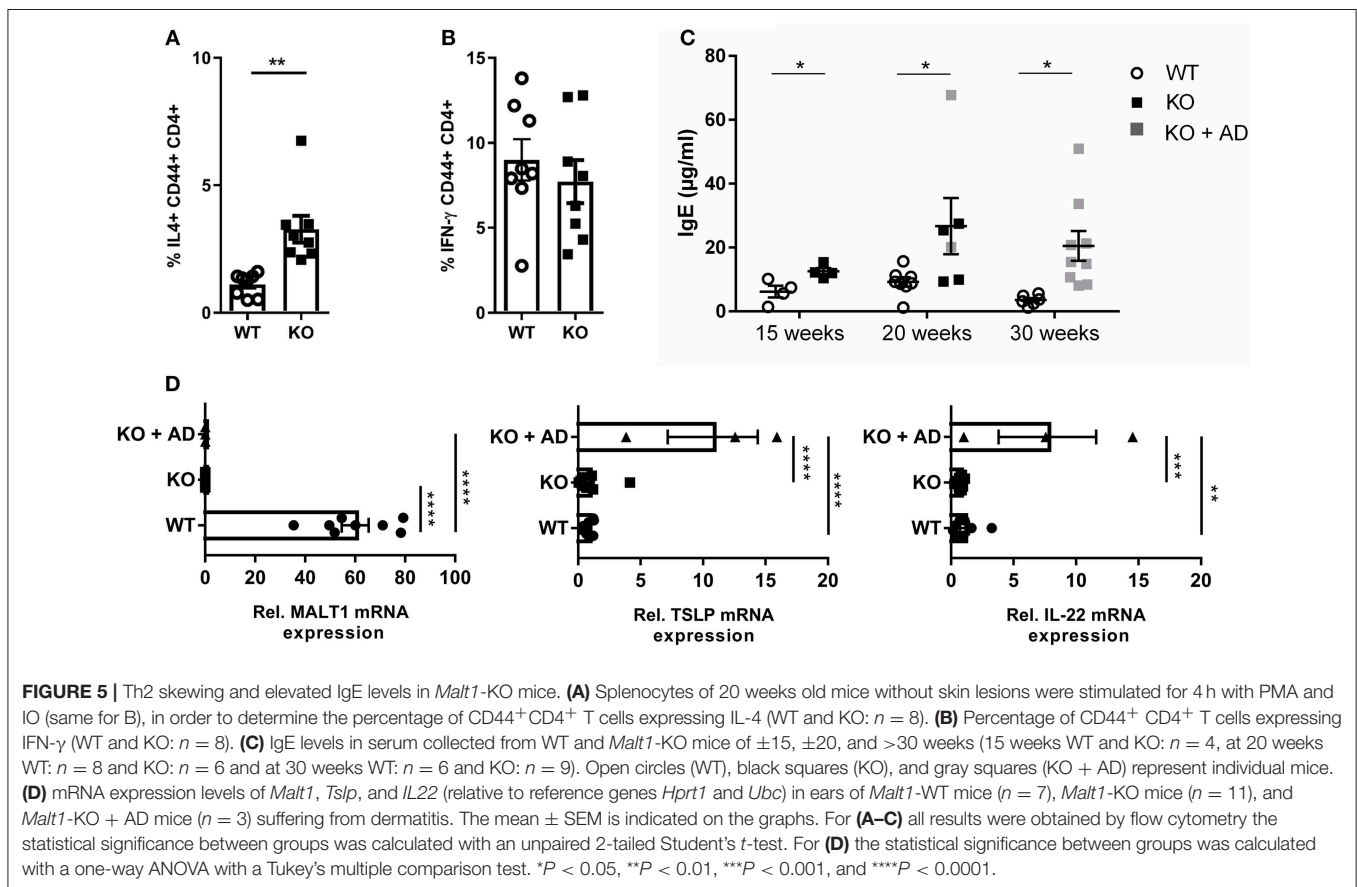 A
10
5
0
% IL4+ CD44+ CD4+
**
WT
KO
B
15
10
5
0
% IFN-γ CD44+ CD4+
WT
KO
C
80
60
40
20
0
IgE (µg/ml)
*
*
*
15 weeks
20 weeks
30 weeks
WT
KO
KO + AD
D
KO + AD
KO
WT
****
****
0 20 40 60 80 100
Rel. MALT1 mRNA
expression
KO + AD
KO
WT
****
****
0 5 10 15 20
Rel. TSLP mRNA
expression
KO + AD
KO
WT
***
**
0 5 10 15 20
Rel. IL-22 mRNA
expression
FIGURE 5 | Th2 skewing and elevated IgE levels in Malt1-KO mice. (A) Splenocytes of 20 weeks old mice without skin lesions were stimulated for 4 h with PMA and
IO (same for B), in order to determine the percentage of CD44+CD4+ T cells expressing IL-4 (WT and KO: n = 8). (B) Percentage of CD44+ CD4+ T cells expressing
IFN-γ (WT and KO: n = 8). (C) IgE levels in serum collected from WT and Malt1-KO mice of ±15, ±20, and >30 weeks (15 weeks WT and KO: n = 4, at 20 weeks
WT: n = 8 and KO: n = 6 and at 30 weeks WT: n = 6 and KO: n = 9). Open circles (WT), black squares (KO), and gray squares (KO + AD) represent individual mice.
(D) mRNA expression levels of Malt1, Tslp, and IL22 (relative to reference genes Hprt1 and Ubc) in ears of Malt1-WT mice (n = 7), Malt1-KO mice (n = 11), and
Malt1-KO + AD mice (n = 3) suffering from dermatitis. The mean ± SEM is indicated on the graphs. For (A–C) all results were obtained by flow cytometry the
statistical significance between groups was calculated with an unpaired 2-tailed Student's t-test. For (D) the statistical significance between groups was calculated
with a one-way ANOVA with a Tukey's multiple comparison test. *P < 0.05, **P < 0.01, ***P < 0.001, and ****P < 0.0001.